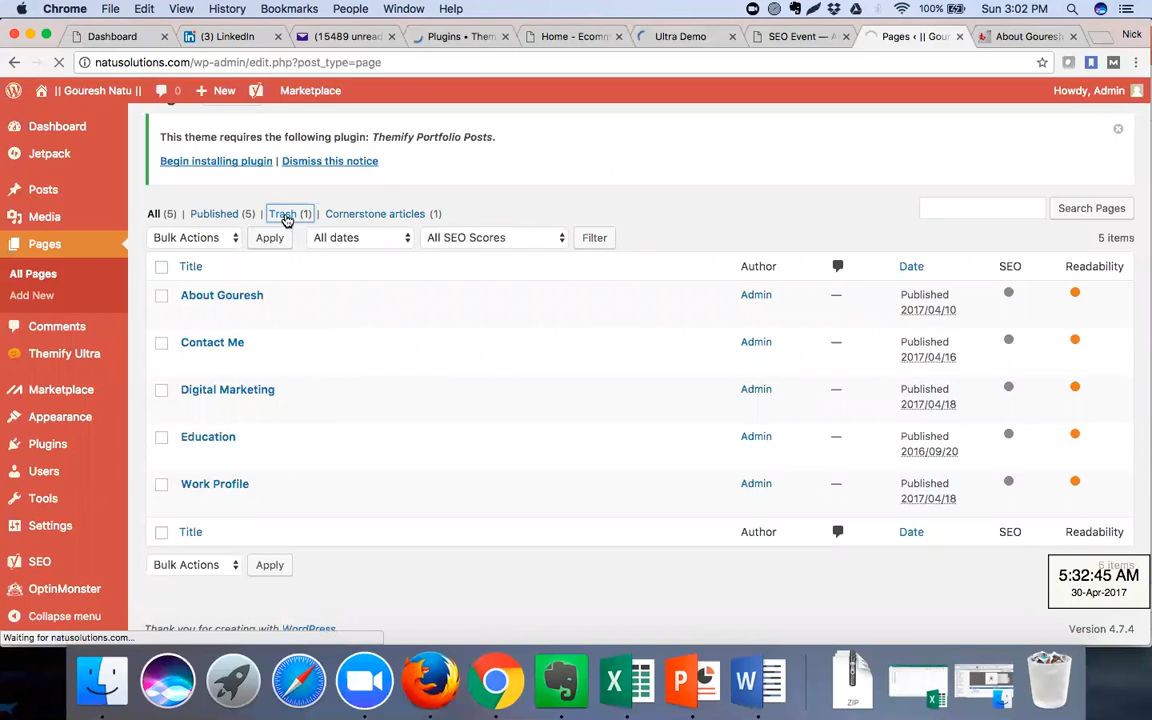 Chrome File Edit View History Bookmarks People Window Help 100% Sun 3:02 PM
Dashboard (3) LinkedIn (15489 unread Plugins • Them Home - Ecomm Ultra Demo SEO Event — A Pages ‹ || Gour About Gouresh Nick
natusolutions.com/wp-admin/edit.php?post_type=page
|| Gouresh Natu || 0 New Marketplace Howdy, Admin
Dashboard
Jetpack
Posts
Media
Pages
All Pages
Add New
Comments
Themify Ultra
Marketplace
Appearance
Plugins
Users
Tools
Settings
SEO
OptinMonster
Collapse menu
This theme requires the following plugin: Themify Portfolio Posts.
Begin installing plugin | Dismiss this notice
All (5) | Published (5) | Trash (1) | Cornerstone articles (1) Search Pages
Bulk Actions Apply All dates All SEO Scores Filter 5 items
Title Author Date SEO Readability
About Gouresh Admin — Published
2017/04/10
Contact Me Admin — Published
2017/04/16
Digital Marketing Admin — Published
2017/04/18
Education Admin — Published
2016/09/20
Work Profile Admin — Published
2017/04/18
Title Author Date SEO Readability
Bulk Actions Apply 5 items
5:32:45 AM
30-Apr-2017
Thank you for creating with WordPress
Version 4.7.4
Waiting for natusolutions.com...
ZIP